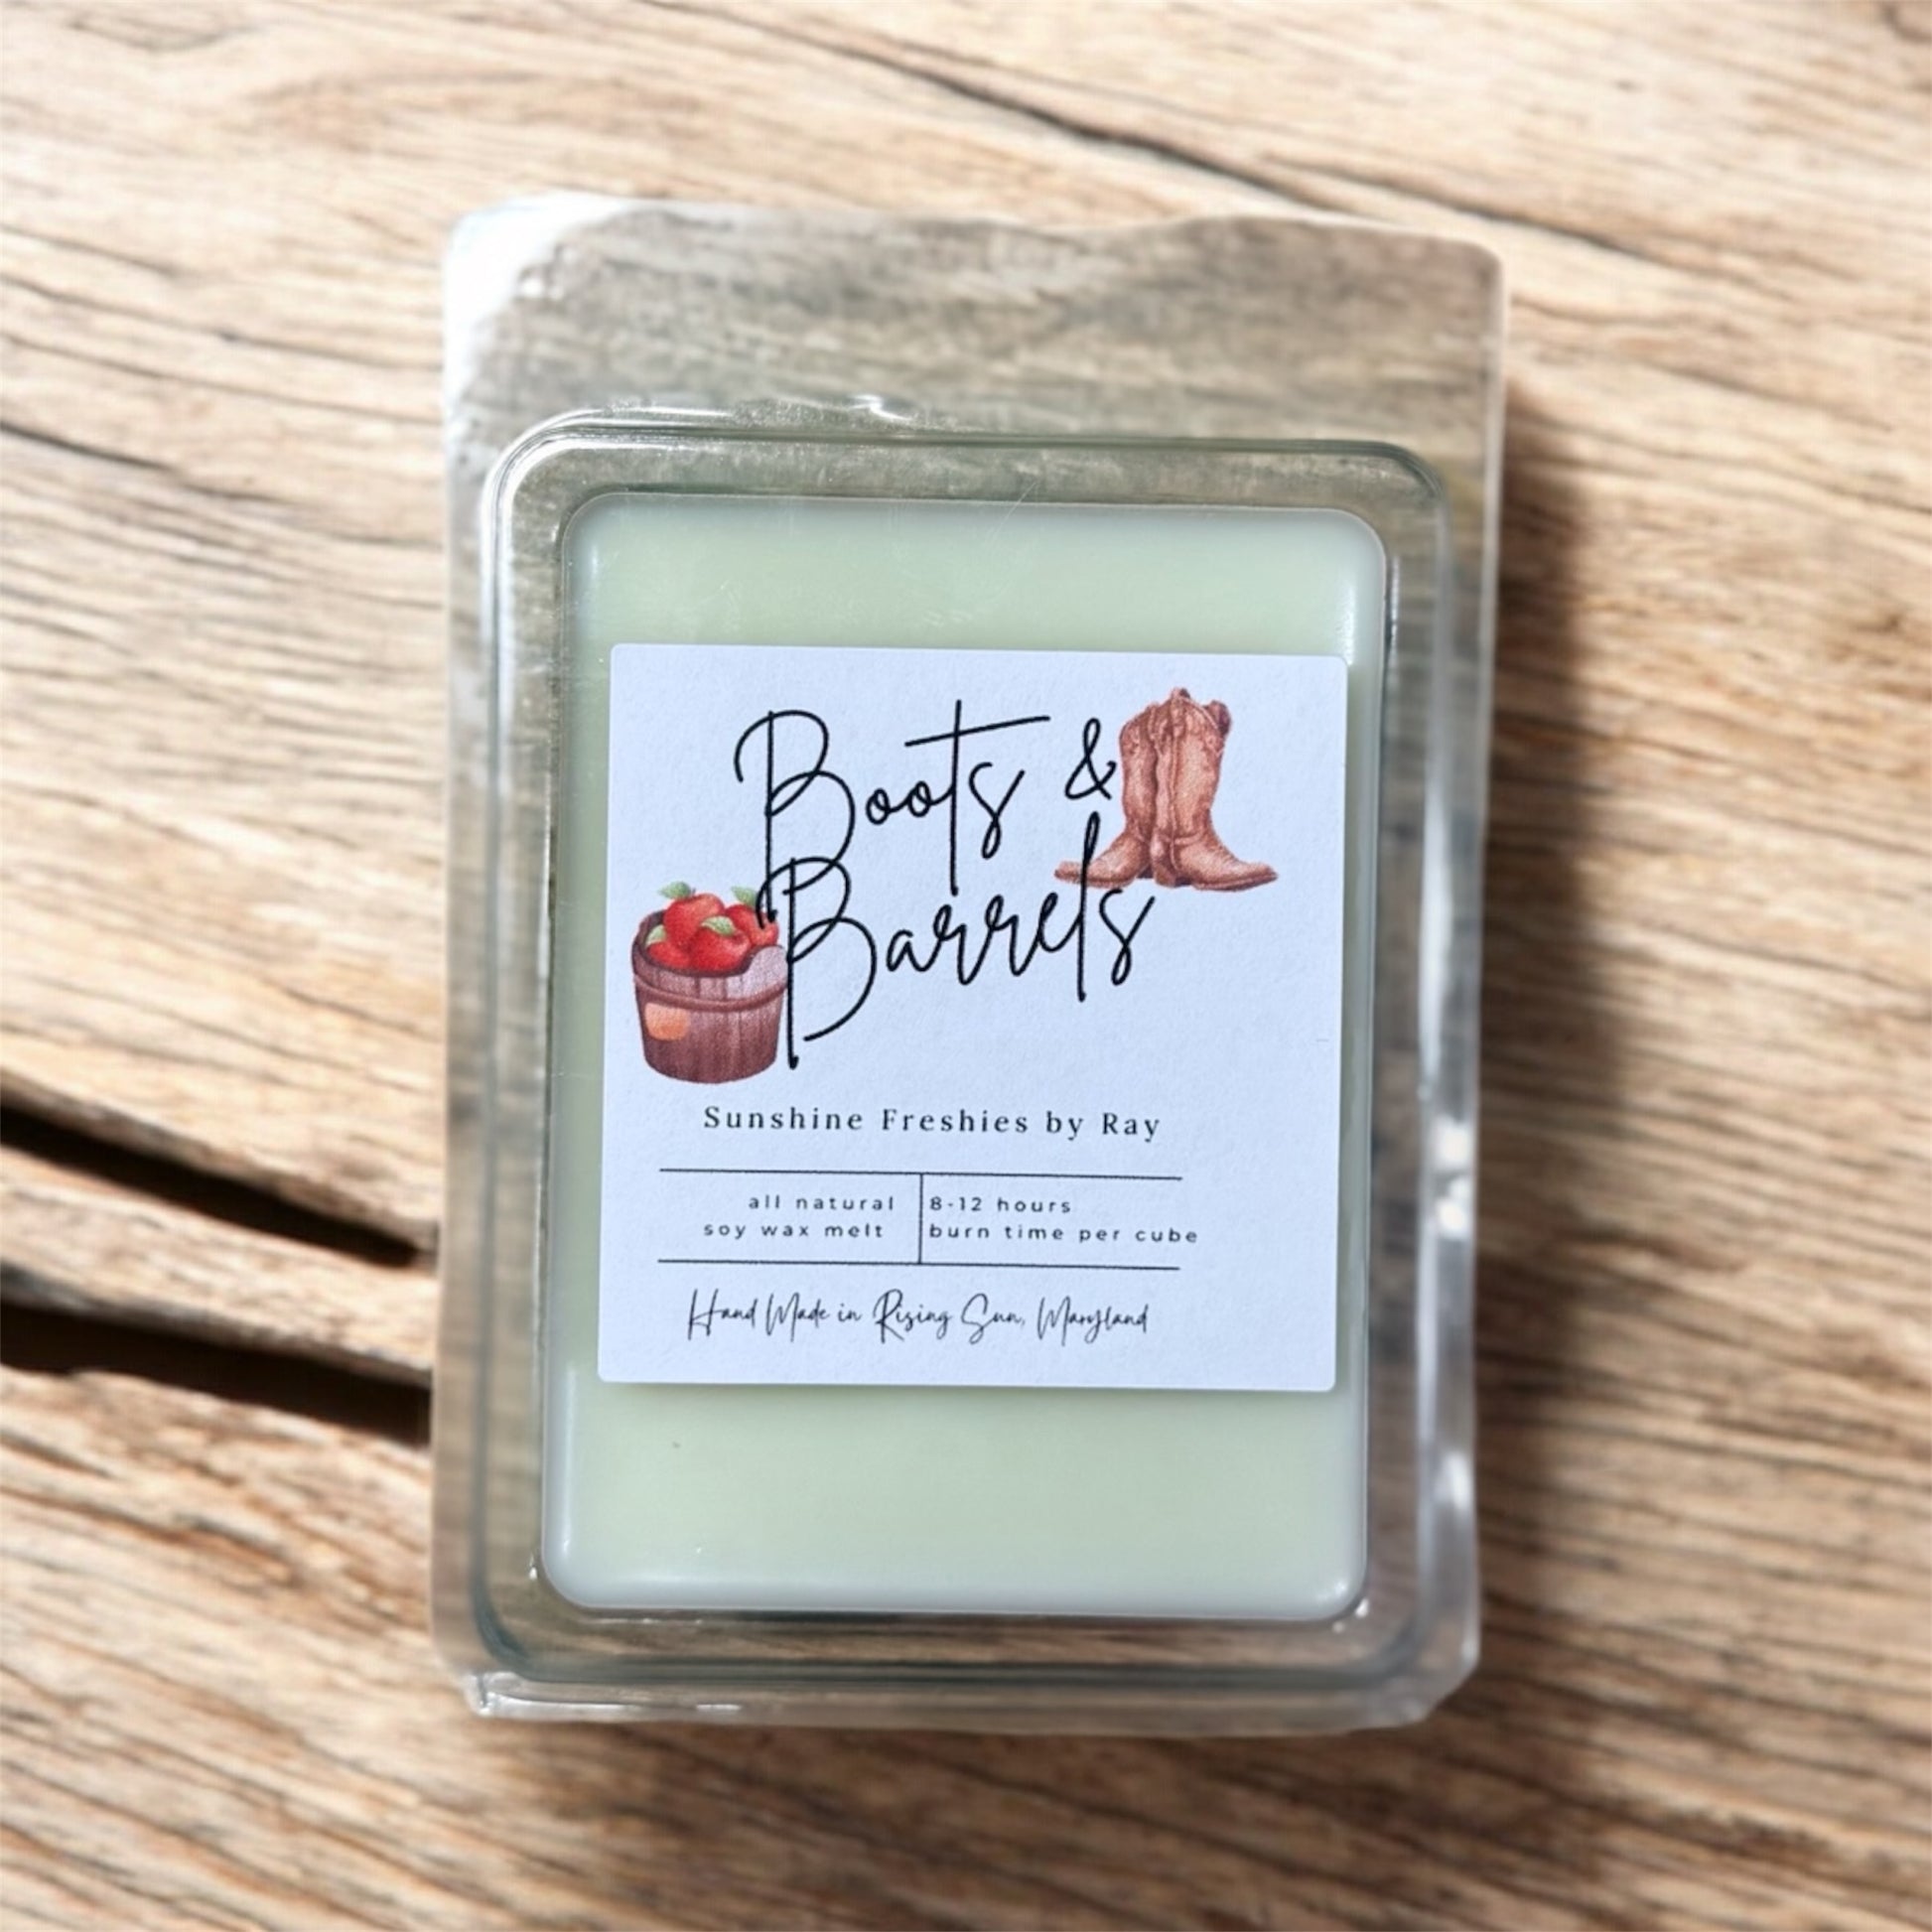 Boots &
Barrels
Sunshine Freshies by Ray
all natural
soy wax melt
8-12 hours
burn time per cube
Hand Made in Rising Sun, Maryland